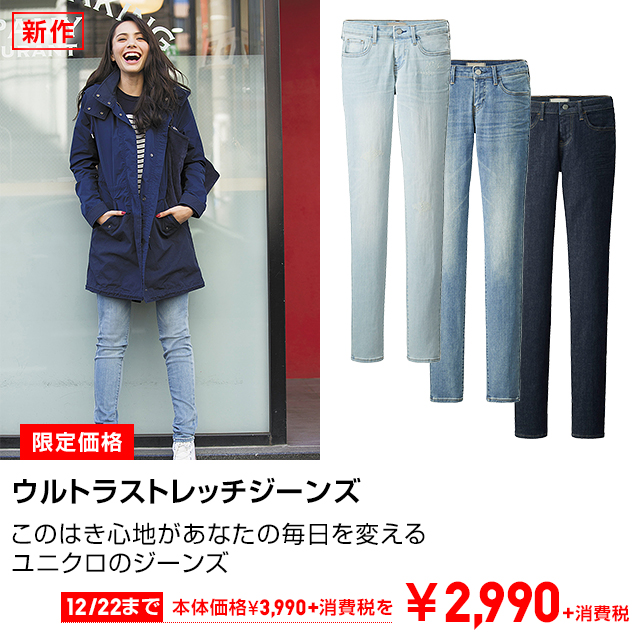 新作
KING
URANT
限定価格
ウルトラストレッチジーンズ
このはき心地があなたの毎日を変える
ユニクロのジーンズ
12/22まで 本体価格¥3,990+消費税を ¥2,990+消費税